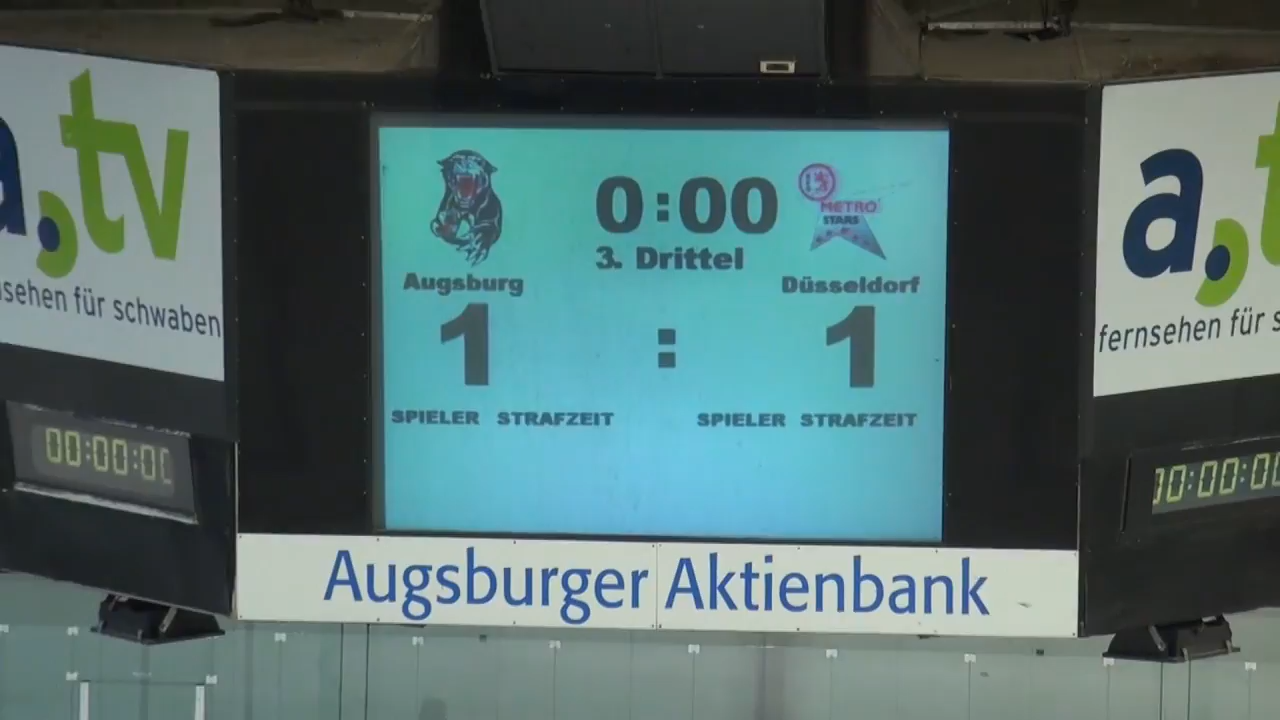 a.tv
fernsehen für schwaben
0:00
3. Drittel
METRO
STARS
Augsburg
Düsseldorf
1 : 1
SPIELER STRAFZEIT
SPIELER STRAFZEIT
Augsburger Aktienbank
00:00:00
a.t
fernsehen für s
00:00:00